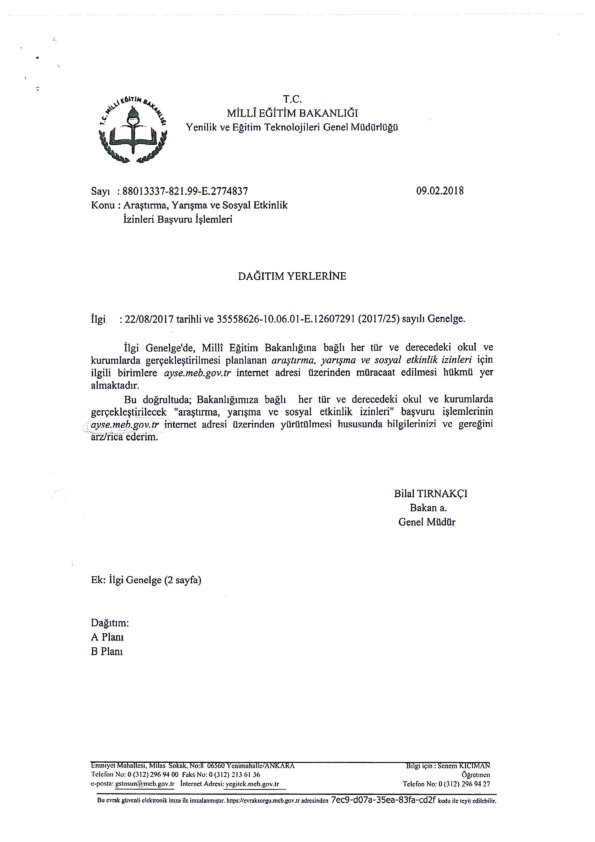 T.C. MİLLÎ EĞİTİM BAKANLIĞI
T.C.
MİLLÎ EĞİTİM BAKANLIĞI
Yenilik ve Eğitim Teknolojileri Genel Müdürlüğü
Sayı : 88013337-821.99-E.2774837 09.02.2018
Konu : Araştırma, Yarışma ve Sosyal Etkinlik
İzinleri Başvuru İşlemleri
DAĞITIM YERLERİNE
İlgi : 22/08/2017 tarihli ve 35558626-10.06.01-E.12607291 (2017/25) sayılı Genelge.
İlgi Genelge'de, Millî Eğitim Bakanlığına bağlı her tür ve derecedeki okul ve
kurumlarda gerçekleştirilmesi planlanan araştırma, yarışma ve sosyal etkinlik izinleri için
ilgili birimlere ayse.meb.gov.tr internet adresi üzerinden müracaat edilmesi hükmü yer
almaktadır.
Bu doğrultuda; Bakanlığımıza bağlı her tür ve derecedeki okul ve kurumlarda
gerçekleştirilecek "araştırma, yarışma ve sosyal etkinlik izinleri" başvuru işlemlerinin
ayse.meb.gov.tr internet adresi üzerinden yürütülmesi hususunda bilgilerinizi ve gereğini
arz/rica ederim.
Bilal TIRNAKÇI
Bakan a.
Genel Müdür
Ek: İlgi Genelge (2 sayfa)
Dağıtım:
A Planı
B Planı
Emniyet Mahallesi, Milas Sokak, No:8 06560 Yenimahalle/ANKARA Bilgi için : Senem KICIMAN
Telefon No: 0 (312) 296 94 00 Faks No: 0 (312) 213 61 36 Öğretmen
e-posta: gstosun@meb.gov.tr İnternet Adresi: yegitek.meb.gov.tr Telefon No: 0 (312) 296 94 27
Bu evrak güvenli elektronik imza ile imzalanmıştır. https://evraksorgu.meb.gov.tr adresinden 7ec9-d07a-35ea-83fa-cd2f kodu ile teyit edilebilir.